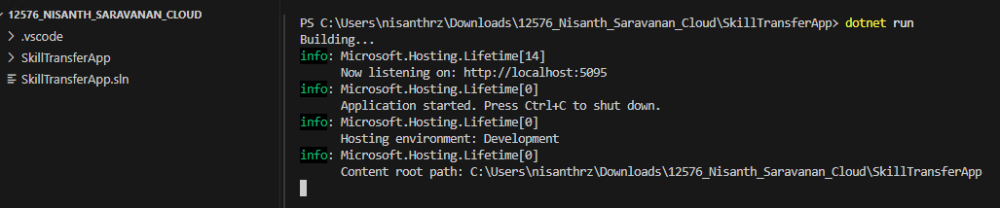 12576_NISANTH_SARAVANAN_CLOUD
.vscode
SkillTransferApp
SkillTransferApp.sln
PS C:\Users\nisanthrz\Downloads\12576_Nisanth_Saravanan_Cloud\SkillTransferApp> dotnet run
Building...
info: Microsoft.Hosting.Lifetime[14]
Now listening on: http://localhost:5095
info: Microsoft.Hosting.Lifetime[0]
Application started. Press Ctrl+C to shut down.
info: Microsoft.Hosting.Lifetime[0]
Hosting environment: Development
info: Microsoft.Hosting.Lifetime[0]
Content root path: C:\Users\nisanthrz\Downloads\12576_Nisanth_Saravanan_Cloud\SkillTransferApp